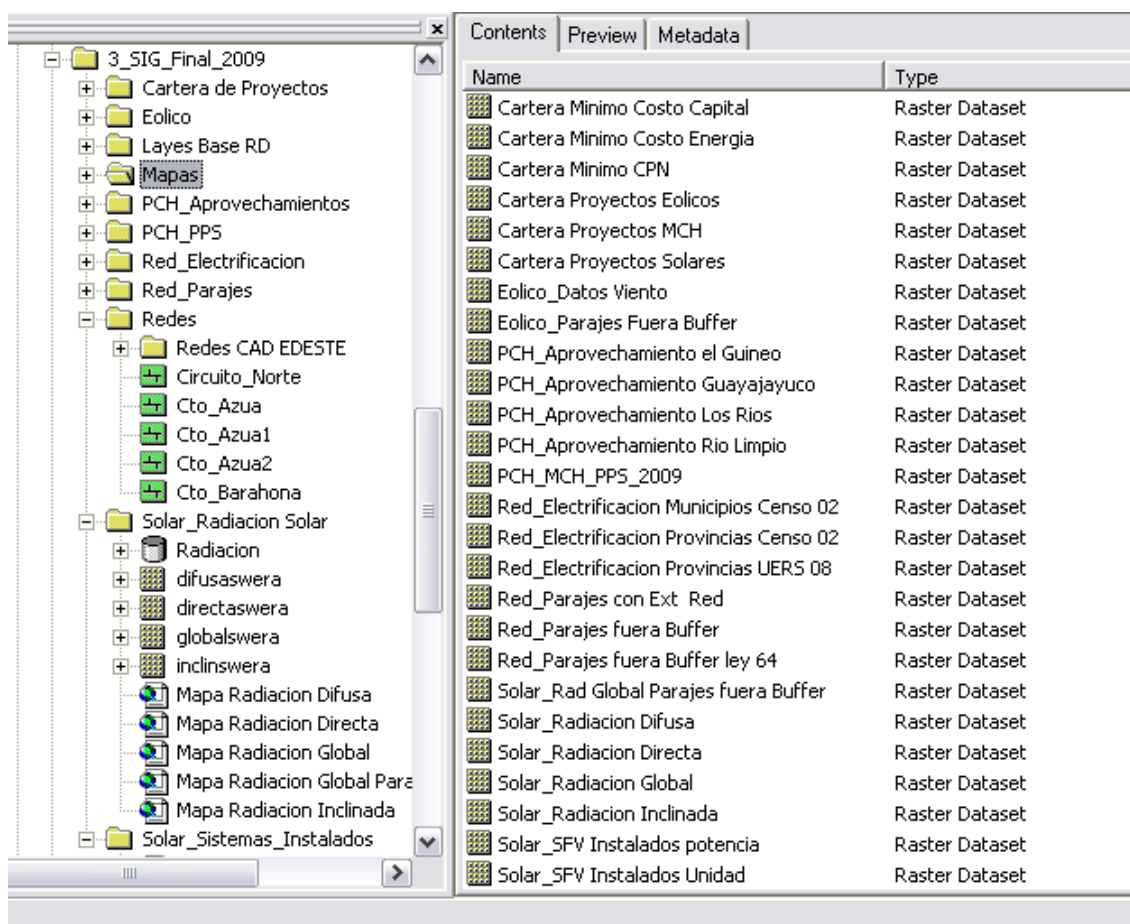 3_SIG_Final_2009
Cartera de Proyectos
Eolico
Layes Base RD
Mapas
PCH_Aprovechamientos
PCH_PPS
Red_Electrificacion
Red_Parajes
Redes
Redes CAD EDESTE
Circuito_Norte
Cto_Azua
Cto_Azua1
Cto_Azua2
Cto_Barahona
Solar_Radiacion Solar
Radiacion
difusaswera
directaswera
globalswera
inclinswera
Mapa Radiacion Difusa
Mapa Radiacion Directa
Mapa Radiacion Global
Mapa Radiacion Global Para
Mapa Radiacion Inclinada
Solar_Sistemas_Instalados
Contents Preview Metadata
Name Type
Cartera Minimo Costo Capital Raster Dataset
Cartera Minimo Costo Energia Raster Dataset
Cartera Minimo CPN Raster Dataset
Cartera Proyectos Eolicos Raster Dataset
Cartera Proyectos MCH Raster Dataset
Cartera Proyectos Solares Raster Dataset
Eolico_Datos Viento Raster Dataset
Eolico_Parajes Fuera Buffer Raster Dataset
PCH_Aprovechamiento el Guineo Raster Dataset
PCH_Aprovechamiento Guayajayuco Raster Dataset
PCH_Aprovechamiento Los Rios Raster Dataset
PCH_Aprovechamiento Rio Limpio Raster Dataset
PCH_MCH_PPS_2009 Raster Dataset
Red_Electrificacion Municipios Censo 02 Raster Dataset
Red_Electrificacion Provincias Censo 02 Raster Dataset
Red_Electrificacion Provincias UERS 08 Raster Dataset
Red_Parajes con Ext Red Raster Dataset
Red_Parajes fuera Buffer Raster Dataset
Red_Parajes fuera Buffer ley 64 Raster Dataset
Solar_Rad Global Parajes fuera Buffer Raster Dataset
Solar_Radiacion Difusa Raster Dataset
Solar_Radiacion Directa Raster Dataset
Solar_Radiacion Global Raster Dataset
Solar_Radiacion Inclinada Raster Dataset
Solar_SFV Instalados potencia Raster Dataset
Solar_SFV Instalados Unidad Raster Dataset